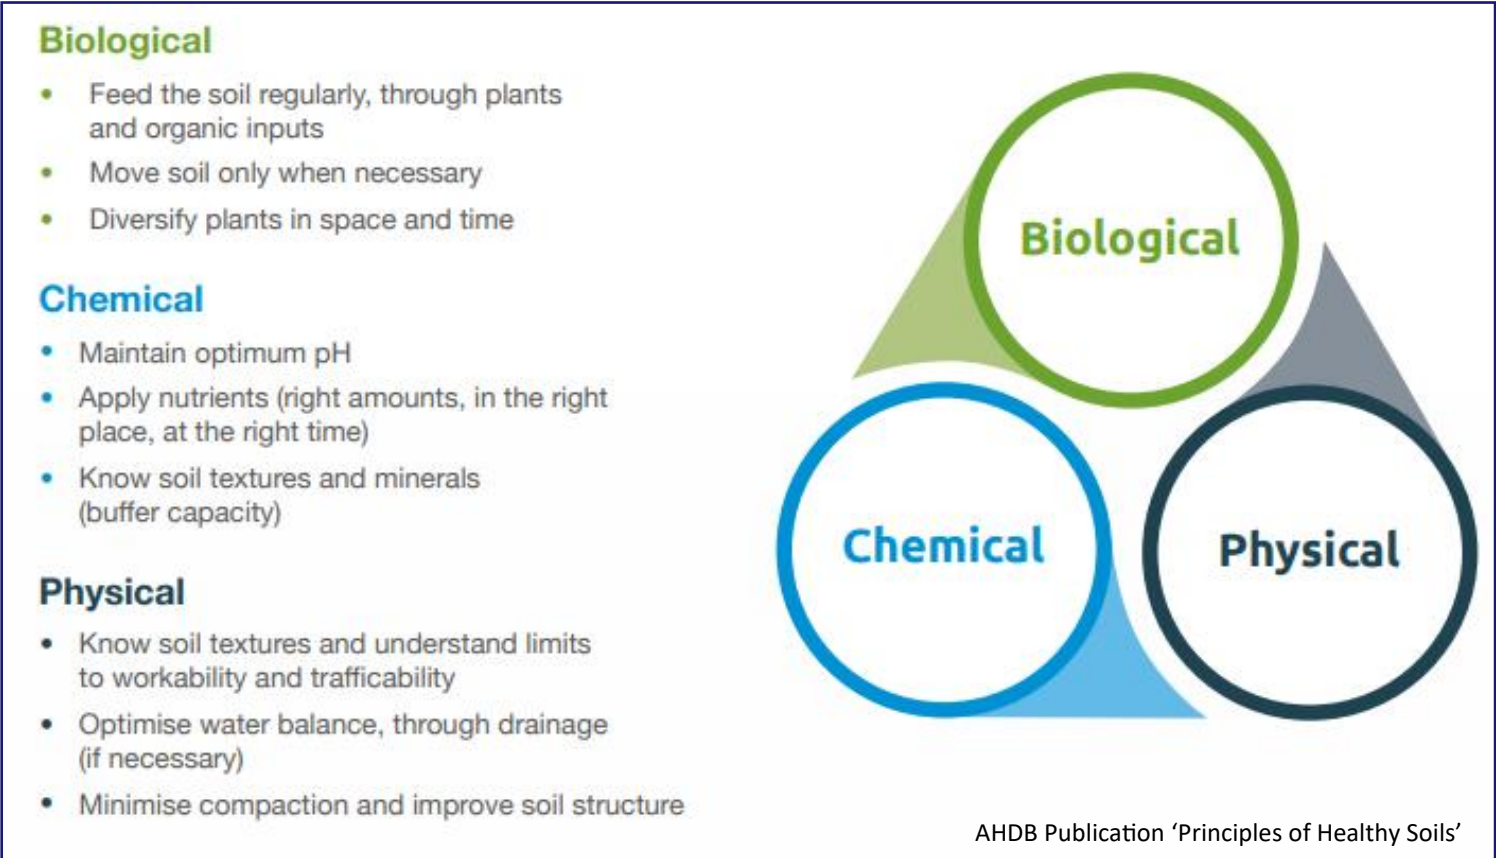 Biological
• Feed the soil regularly, through plants
and organic inputs
• Move soil only when necessary
• Diversify plants in space and time
Chemical
• Maintain optimum pH
• Apply nutrients (right amounts, in the right
place, at the right time)
• Know soil textures and minerals
(buffer capacity)
Physical
• Know soil textures and understand limits
to workability and trafficability
• Optimise water balance, through drainage
(if necessary)
• Minimise compaction and improve soil structure
Biological
Chemical
Physical
AHDB Publication ‘Principles of Healthy Soils’